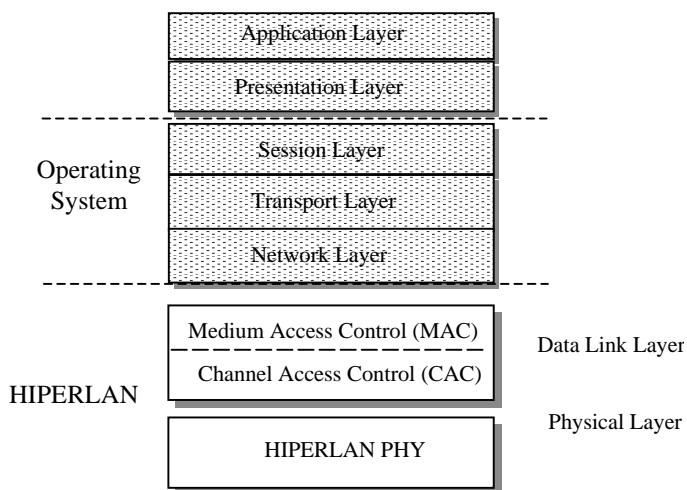 Application Layer
Presentation Layer
Operating
System
Session Layer
Transport Layer
Network Layer
HIPERLAN
Medium Access Control (MAC)
Channel Access Control (CAC)
Data Link Layer
HIPERLAN PHY
Physical Layer